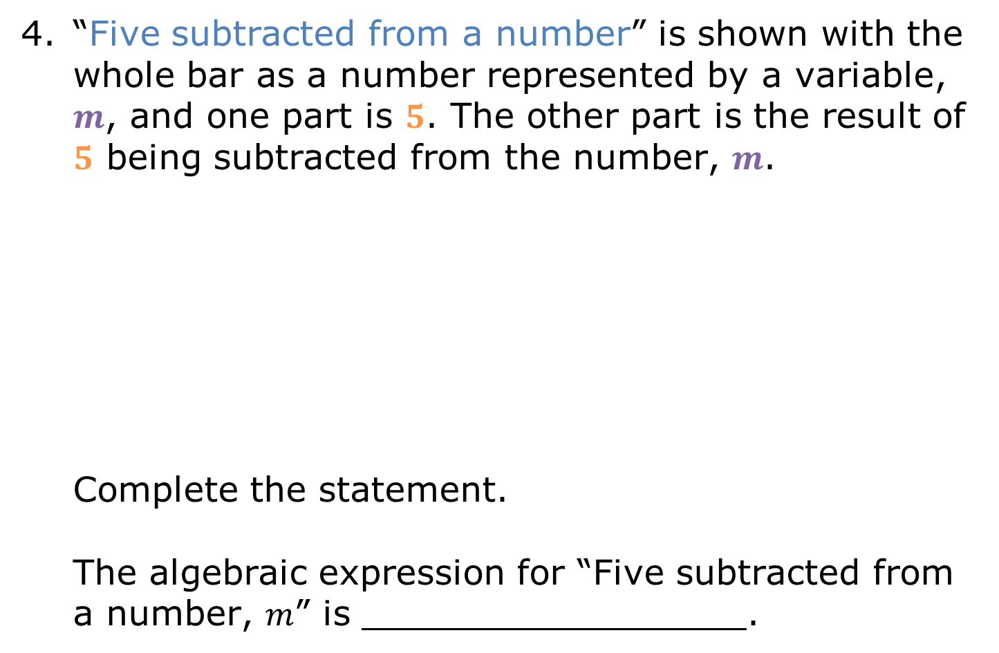 4. “Five subtracted from a number” is shown with the
whole bar as a number represented by a variable,
m, and one part is 5. The other part is the result of
5 being subtracted from the number, m.
Complete the statement.
The algebraic expression for “Five subtracted from
a number, m” is ____________________.